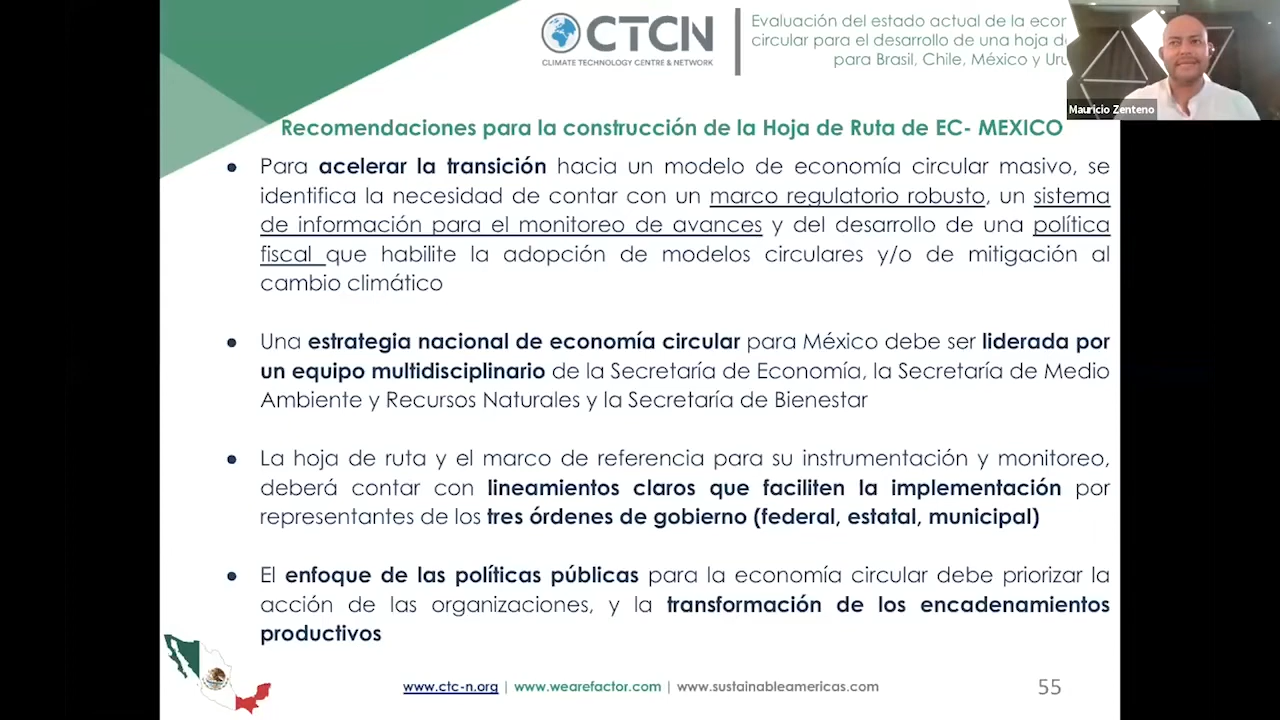 CTCN
CLIMATE TECHNOLOGY CENTRE & NETWORK
Evaluación del estado actual de la
circular para el desarrollo de una hoja
para Brasil, Chile, México y
Mauricio Zenteno
Recomendaciones para la construcción de la Hoja de Ruta de EC- MEXICO
● Para acelerar la transición hacia un modelo de economía circular masivo, se
identifica la necesidad de contar con un marco regulatorio robusto, un sistema
de información para el monitoreo de avances y del desarrollo de una política
fiscal que habilite la adopción de modelos circulares y/o de mitigación al
cambio climático
● Una estrategia nacional de economía circular para México debe ser liderada por
un equipo multidisciplinario de la Secretaría de Economía, la Secretaría de Medio
Ambiente y Recursos Naturales y la Secretaría de Bienestar
● La hoja de ruta y el marco de referencia para su instrumentación y monitoreo,
deberá contar con lineamientos claros que faciliten la implementación por
representantes de los tres órdenes de gobierno (federal, estatal, municipal)
● El enfoque de las políticas públicas para la economía circular debe priorizar la
acción de las organizaciones, y la transformación de los encadenamientos
productivos
www.ctc-n.org | www.wearefactor.com | www.sustainableamericas.com
55